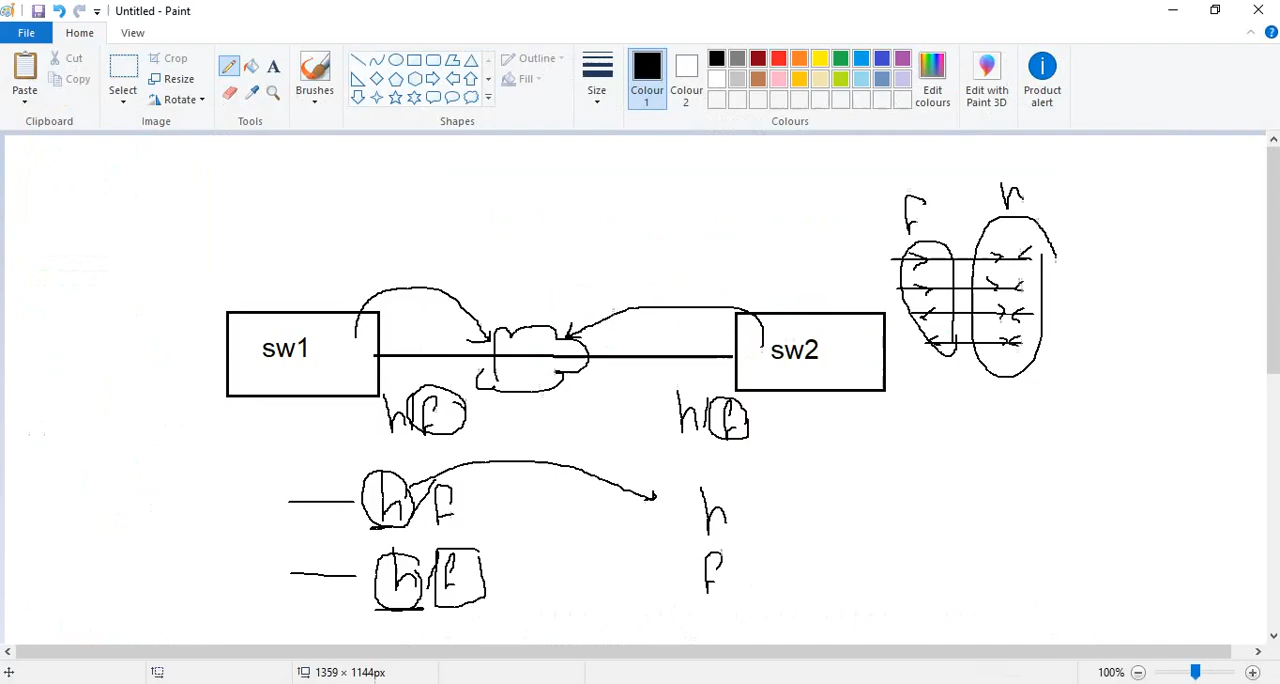 Untitled - Paint
File
Home
View
Paste
Cut
Copy
Clipboard
Select
Crop
Resize
Rotate
Image
A
Tools
Brushes
Shapes
Outline
Fill
Size
Colour 1
Colour 2
Edit colours
Colours
Edit with Paint 3D
Product alert
F h
sw1
sw2
h/F
h/F
h/F h
h/F F
1359 × 1144px
100%